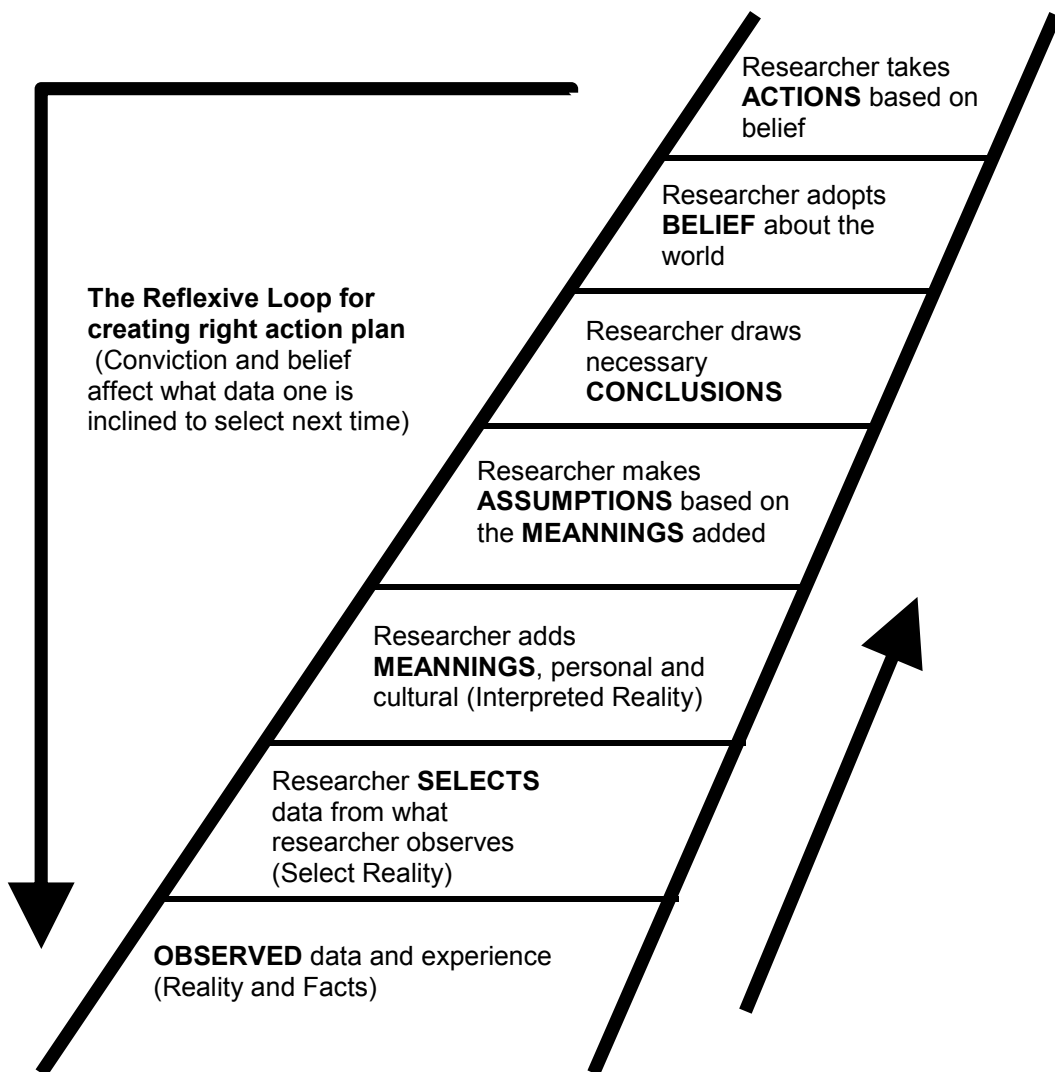 Researcher takes
ACTIONS based on
belief
Researcher adopts
BELIEF about the
world
The Reflexive Loop for
creating right action plan
(Conviction and belief
affect what data one is
inclined to select next time)
Researcher draws
necessary
CONCLUSIONS
Researcher makes
ASSUMPTIONS based on
the MEANNINGS added
Researcher adds
MEANNINGS, personal and
cultural (Interpreted Reality)
Researcher SELECTS
data from what
researcher observes
(Select Reality)
OBSERVED data and experience
(Reality and Facts)